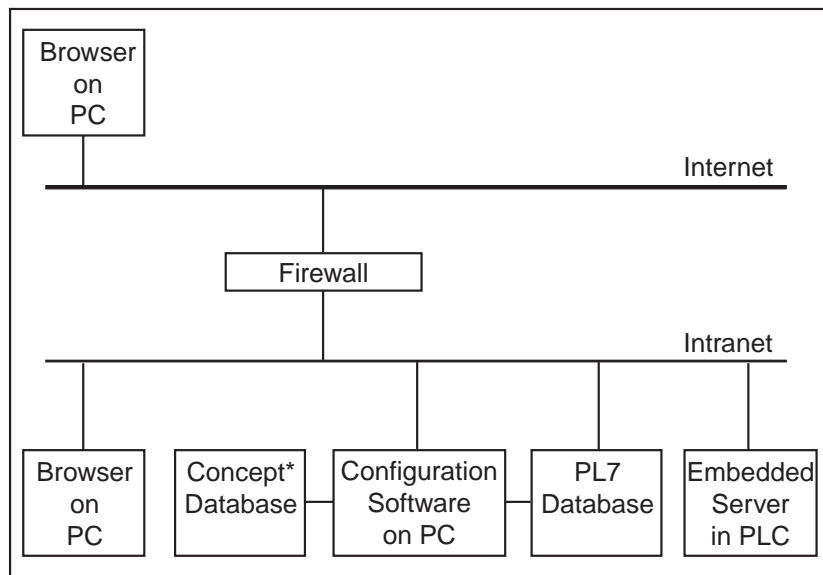 Browser
on
PC
Internet
Firewall
Intranet
Browser
on
PC
Concept*
Database
Configuration
Software
on PC
PL7
Database
Embedded
Server
in PLC